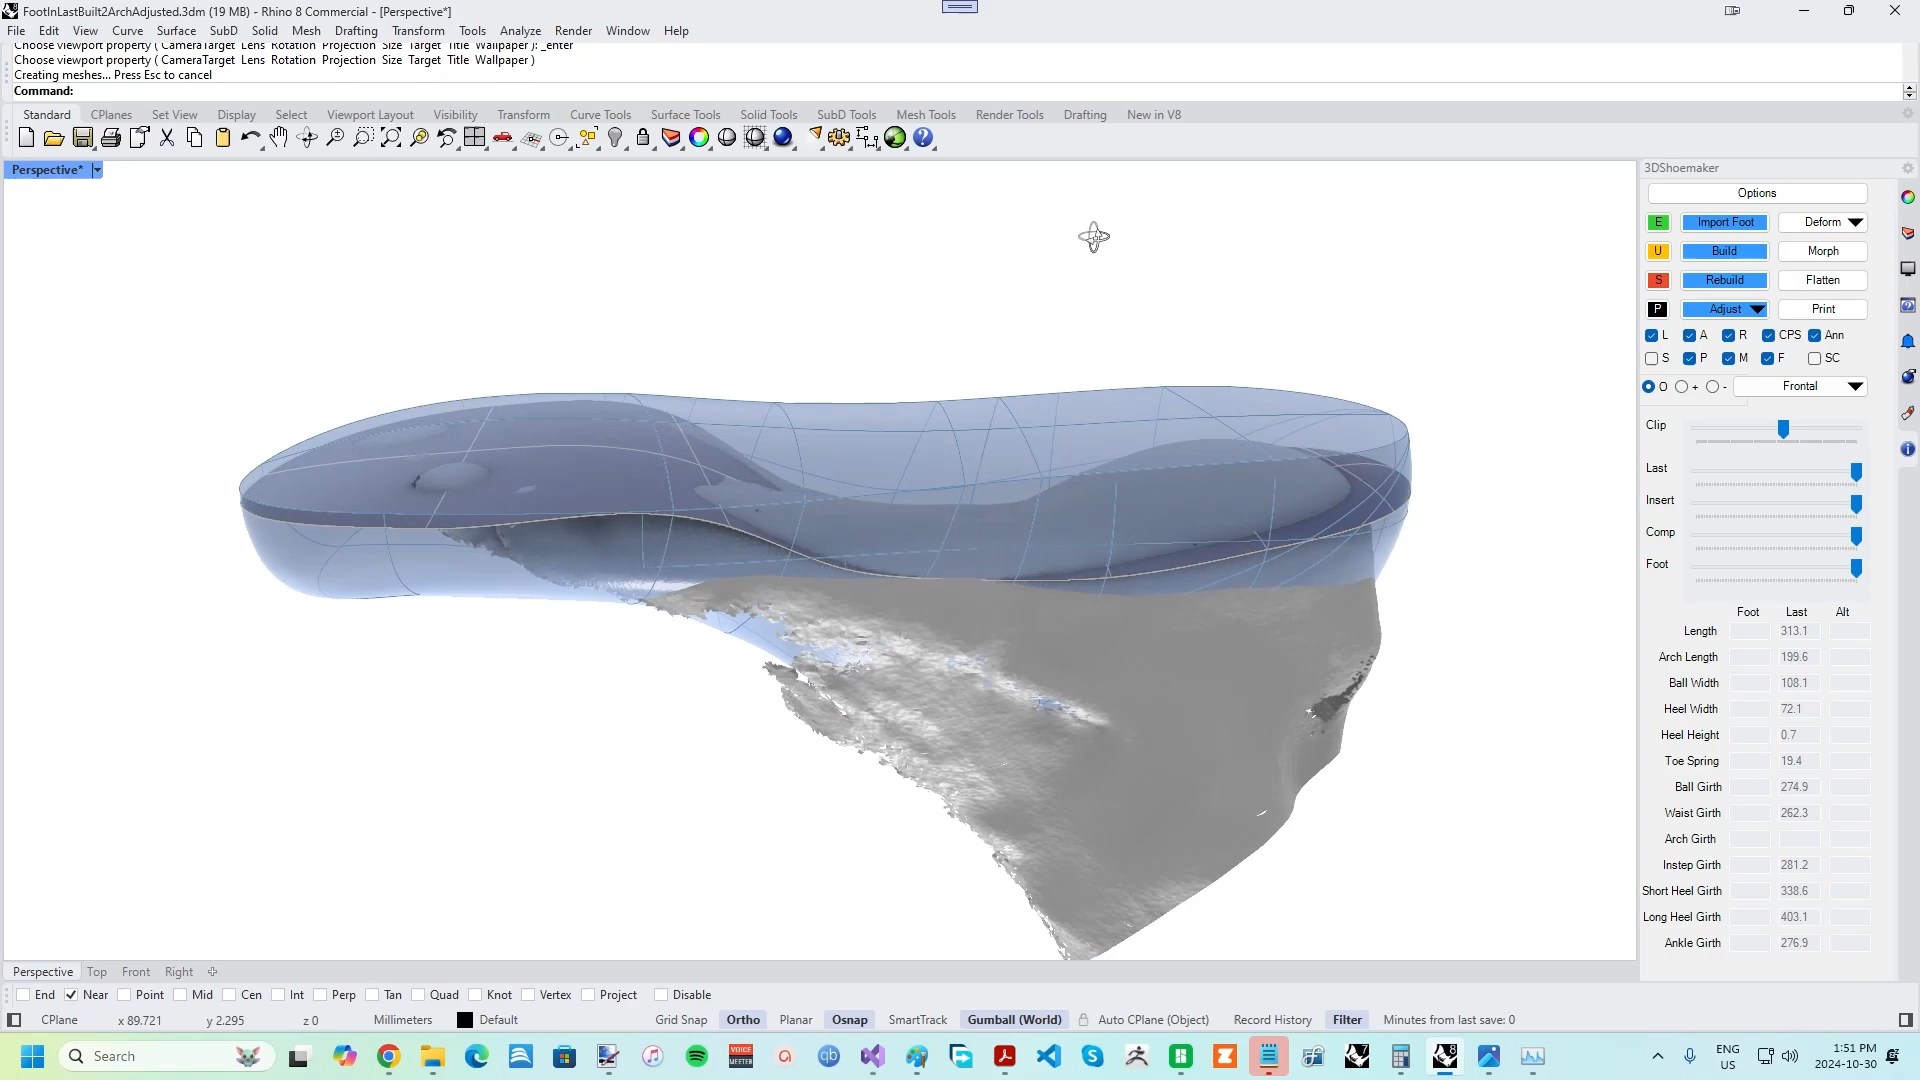 FootInLastBuilt2ArchAdjusted.3dm (19 MB) - Rhino 8 Commercial - [Perspective*]
File Edit View Curve Surface SubD Solid Mesh Drafting Transform Tools Analyze Render Window Help
Choose viewport property ( CameraTarget Lens Rotation Projection Size Target Title Wallpaper ): _enter
Choose viewport property ( CameraTarget Lens Rotation Projection Size Target Title Wallpaper )
Creating meshes... Press Esc to cancel
Command:
Standard CPlanes Set View Display Select Viewport Layout Visibility Transform Curve Tools Surface Tools Solid Tools SubD Tools Mesh Tools Render Tools Drafting New in V8
Perspective*
3DShoemaker
Options
E Import Foot Deform
U Build Morph
S Rebuild Flatten
P Adjust Print
L A R CPS Ann
S P M F SC
O + - Frontal
Clip
Last
Insert
Comp
Foot
Foot Last Alt
Length 313.1
Arch Length 199.6
Ball Width 108.1
Heel Width 72.1
Heel Height 0.7
Toe Spring 19.4
Ball Girth 274.9
Waist Girth 262.3
Arch Girth
Instep Girth 281.2
Short Heel Girth 338.6
Long Heel Girth 403.1
Ankle Girth 276.9
Perspective Top Front Right
End Near Point Mid Cen Int Perp Tan Quad Knot Vertex Project Disable
CPlane x 89.721 y 2.295 z 0 Millimeters Default Grid Snap Ortho Planar Osnap SmartTrack Gumball (World) Auto CPlane (Object) Record History Filter Minutes from last save: 0
Search
VOICE MEETER
qb
7
8
ENG
US
1:51 PM
2024-10-30